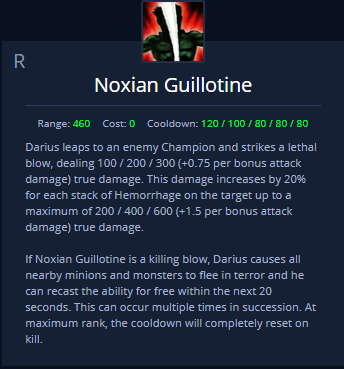 R
Noxian Guillotine
Range: 460 Cost: 0 Cooldown: 120 / 100 / 80 / 80 / 80
Darius leaps to an enemy Champion and strikes a lethal
blow, dealing 100 / 200 / 300 (+0.75 per bonus attack
damage) true damage. This damage increases by 20%
for each stack of Hemorrhage on the target up to a
maximum of 200 / 400 / 600 (+1.5 per bonus attack
damage) true damage.
If Noxian Guillotine is a killing blow, Darius causes all
nearby minions and monsters to flee in terror and he
can recast the ability for free within the next 20
seconds. This can occur multiple times in succession. At
maximum rank, the cooldown will completely reset on
kill.